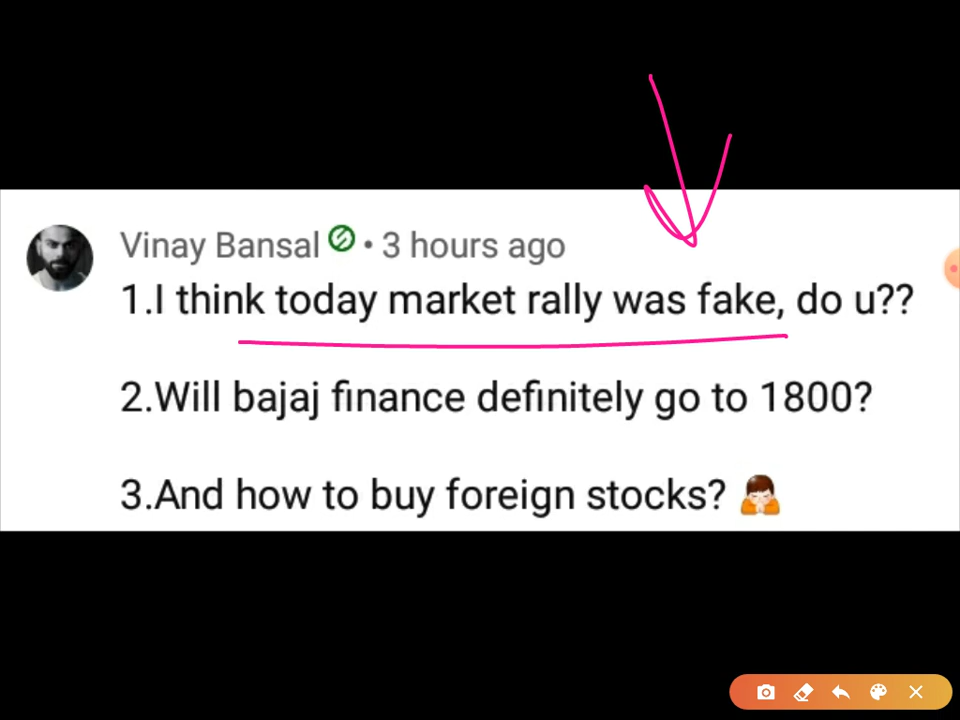 Vinay Bansal • 3 hours ago
1.I think today market rally was fake, do u??
2.Will bajaj finance definitely go to 1800?
3.And how to buy foreign stocks? 🙏